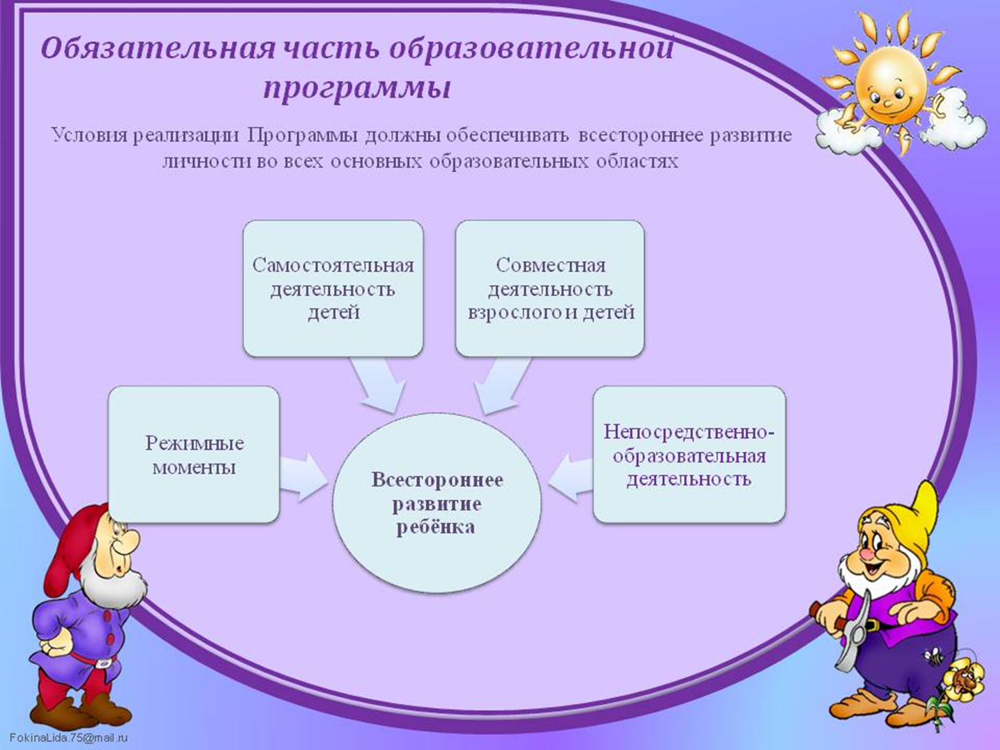 Обязательная часть образовательной
программы
Условия реализации Программы должны обеспечивать всестороннее развитие
личности во всех основных образовательных областях
Самостоятельная
деятельность
детей
Совместная
деятельность
взрослого и детей
Режимные
моменты
Непосредственно-
образовательная
деятельность
Всестороннее
развитие
ребёнка
FokinaLida.75@mail.ru